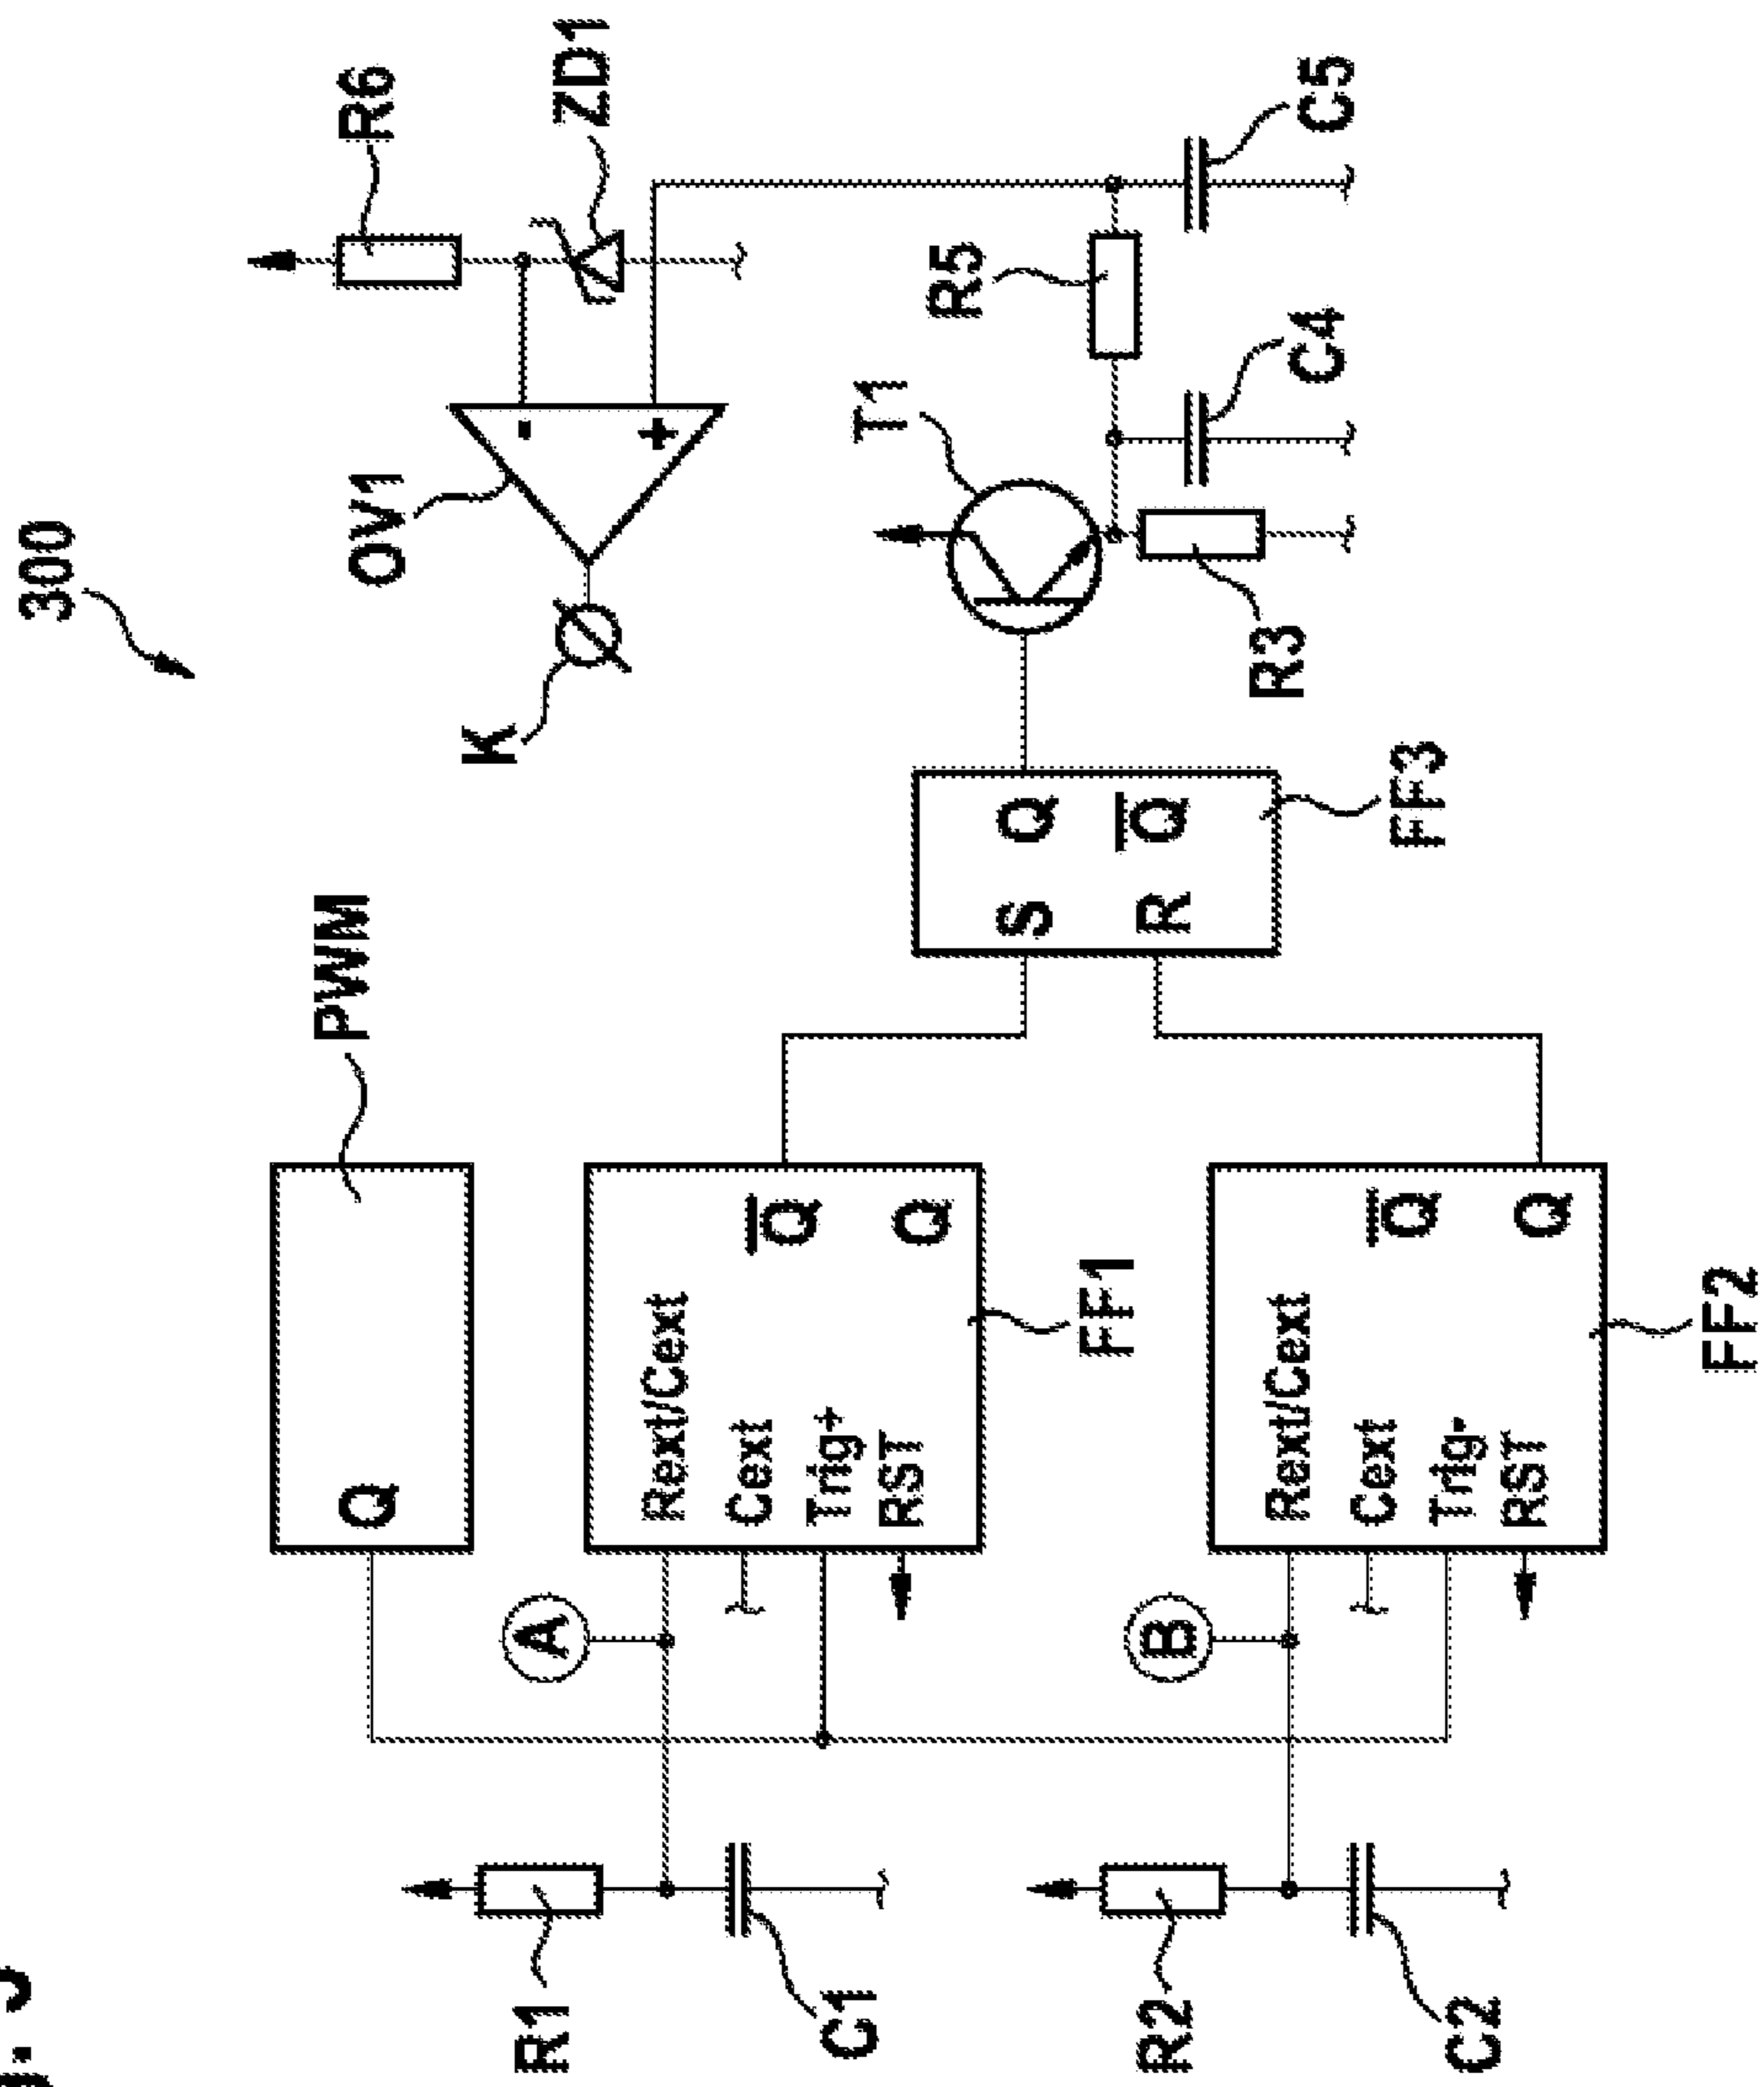 300
R6
ZD1
OV1
-
+
K
PWM
Q
T1
R5
C5
C4
R3
S Q
R Q
FF3
A
Rext/Cext
Cext
Trig+
RST
Q
Q
FF1
R1
C1
B
Rext/Cext
Cext
Trig-
RST
Q
Q
FF2
R2
C2